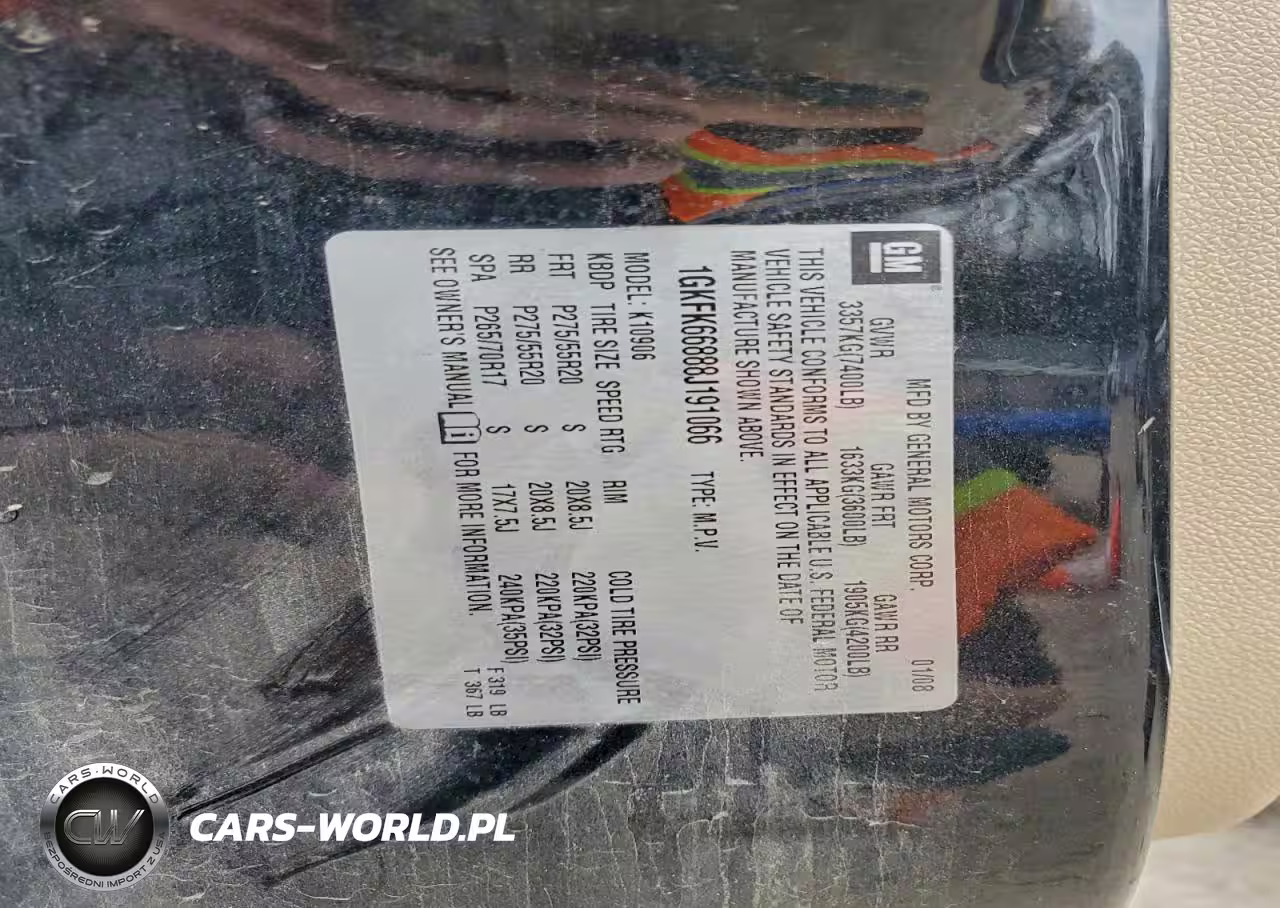 GM
MFD BY GENERAL MOTORS CORP. 01/08
GVWR GAWR FRT GAWR RR
3357KG(7400LB) 1633KG(3600LB) 1905KG(4200LB)
THIS VEHICLE CONFORMS TO ALL APPLICABLE U.S. FEDERAL MOTOR
VEHICLE SAFETY STANDARDS IN EFFECT ON THE DATE OF
MANUFACTURE SHOWN ABOVE.
1GKFK6688J191066 TYPE: M.P.V.
MODEL: K10906
KBDP TIRE SIZE SPEED RTG RIM COLD TIRE PRESSURE
FRT P275/55R20 S 20X8.5J 220KPA(32PSI)
RR P275/55R20 S 20X8.5J 220KPA(32PSI)
SPA P265/70R17 S 17X7.5J 240KPA(35PSI) F 319 LB
SEE OWNER'S MANUAL FOR MORE INFORMATION. T 367 LB
CARS-WORLD
CW
BEZPOŚREDNI IMPORT Z USA
CARS-WORLD.PL